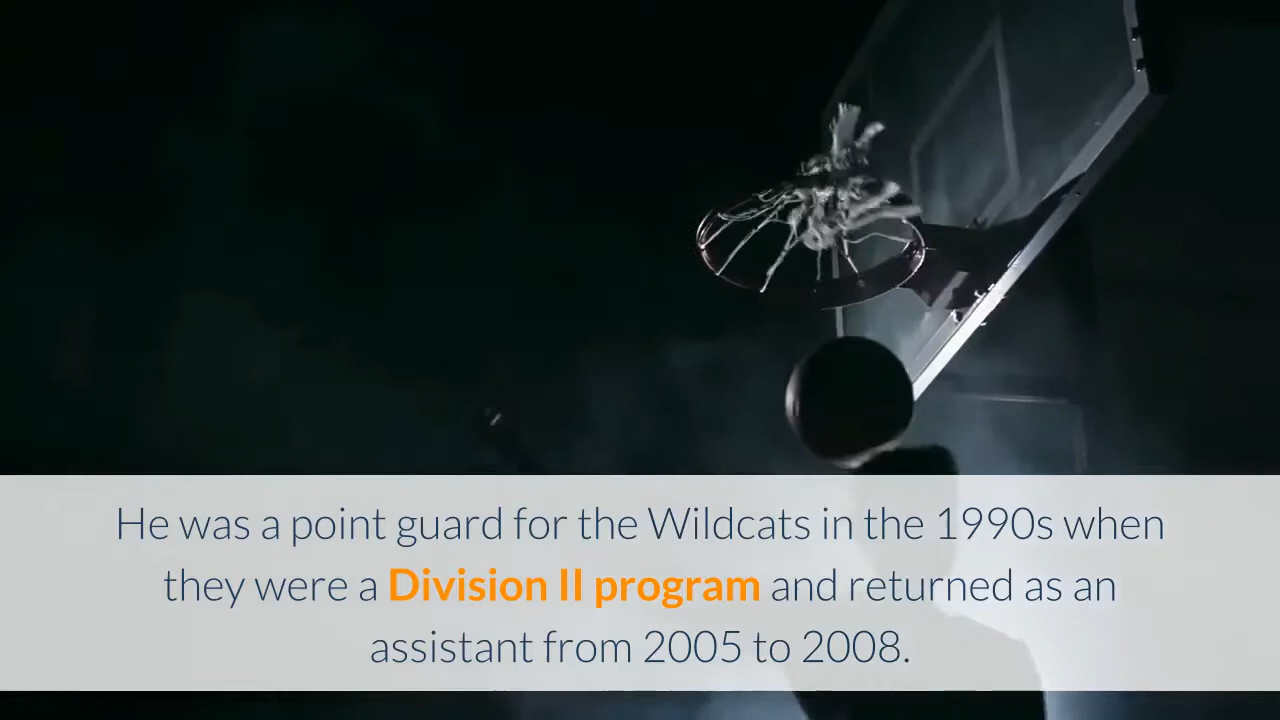 He was a point guard for the Wildcats in the 1990s when
they were a Division II program and returned as an
assistant from 2005 to 2008.